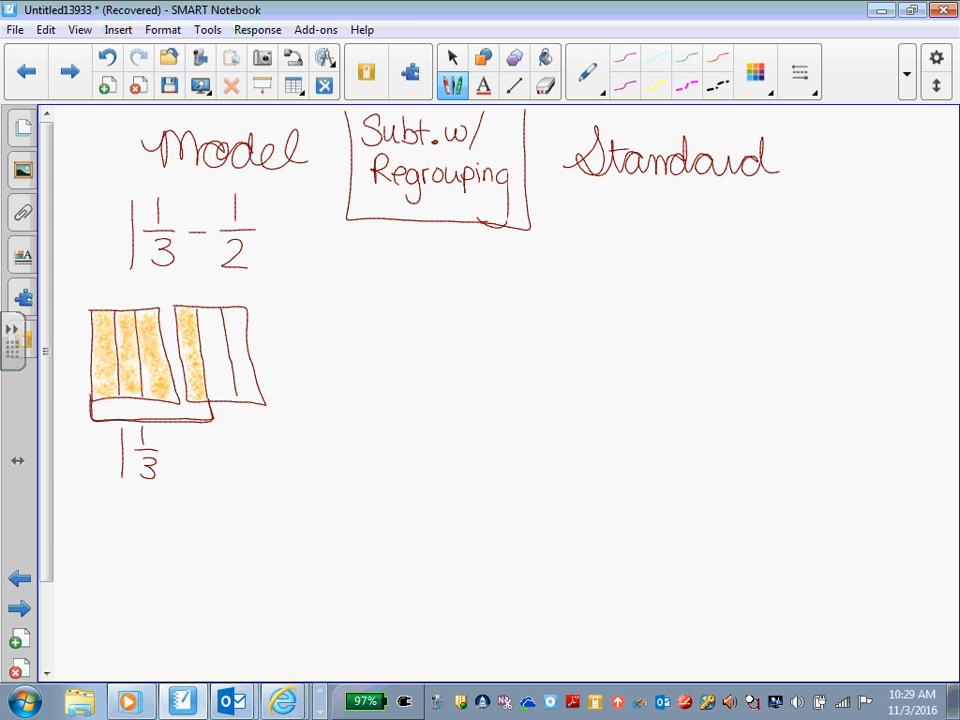 Untitled13933 * (Recovered) - SMART Notebook
File Edit View Insert Format Tools Response Add-ons Help
Model
Subt. w/
Regrouping
Standard
1 1/3 - 1/2
1 1/3
97%
10:29 AM
11/3/2016